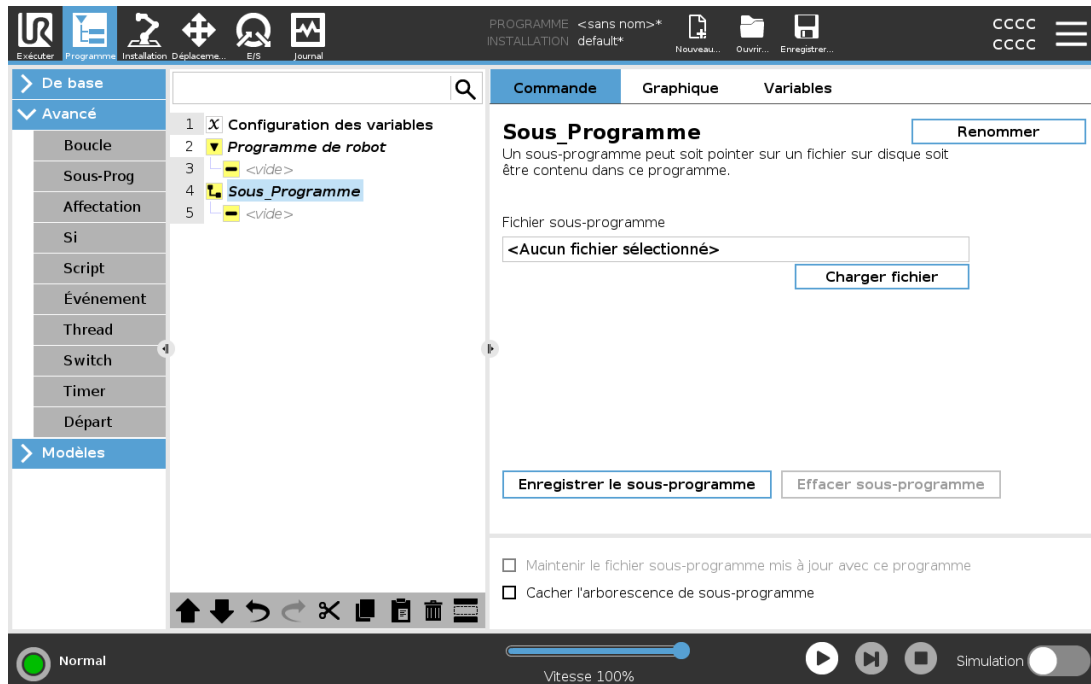 PROGRAMME <sans nom>*
INSTALLATION default*
Exécuter Programme Installation Déplaceme... E/S Journal
Nouveau... Ouvrir... Enregistrer...
CCCC
CCCC
De base
Avancé
Boucle
Sous-Prog
Affectation
Si
Script
Événement
Thread
Switch
Timer
Départ
Modèles
1 X Configuration des variables
2 Programme de robot
3 <vide>
4 Sous_Programme
5 <vide>
Commande Graphique Variables
Sous_Programme
Renommer
Un sous-programme peut soit pointer sur un fichier sur disque soit
être contenu dans ce programme.
Fichier sous-programme
<Aucun fichier sélectionné>
Charger fichier
Enregistrer le sous-programme Effacer sous-programme
Maintenir le fichier sous-programme mis à jour avec ce programme
Cacher l'arborescence de sous-programme
Normal
Vitesse 100%
Simulation